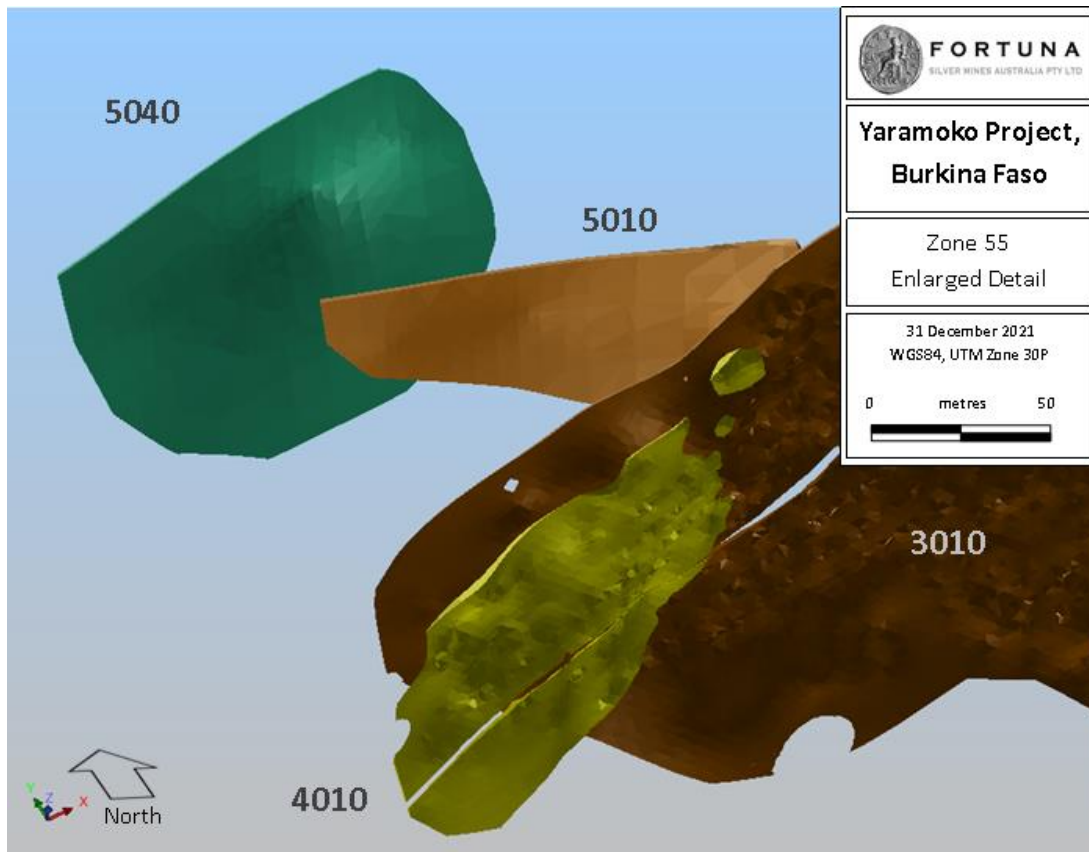 5040
5010
3010
4010
Y
Z
X
North
FORTUNA
SILVER MINES AUSTRALIA PTY LTD
Yaramoko Project,
Burkina Faso
Zone 55
Enlarged Detail
31 December 2021
WGS84, UTM Zone 30P
0 metres 50